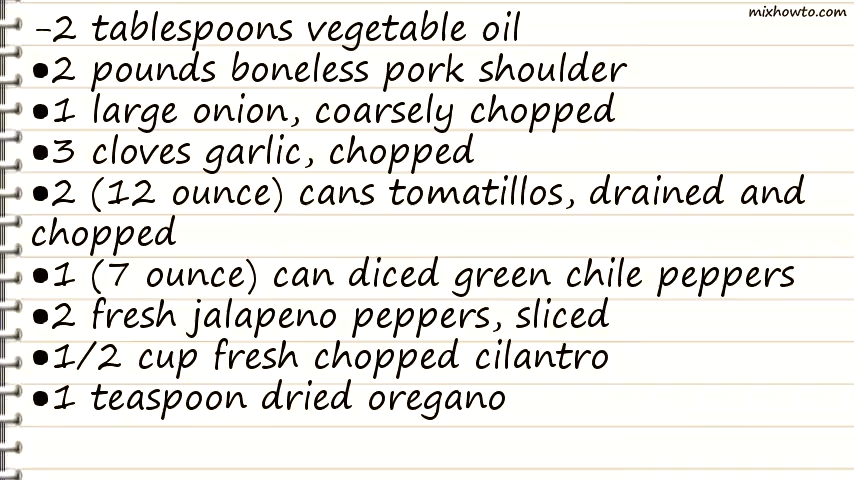 mixhowto.com
-2 tablespoons vegetable oil
•2 pounds boneless pork shoulder
•1 large onion, coarsely chopped
•3 cloves garlic, chopped
•2 (12 ounce) cans tomatillos, drained and
chopped
•1 (7 ounce) can diced green chile peppers
•2 fresh jalapeno peppers, sliced
•1/2 cup fresh chopped cilantro
•1 teaspoon dried oregano